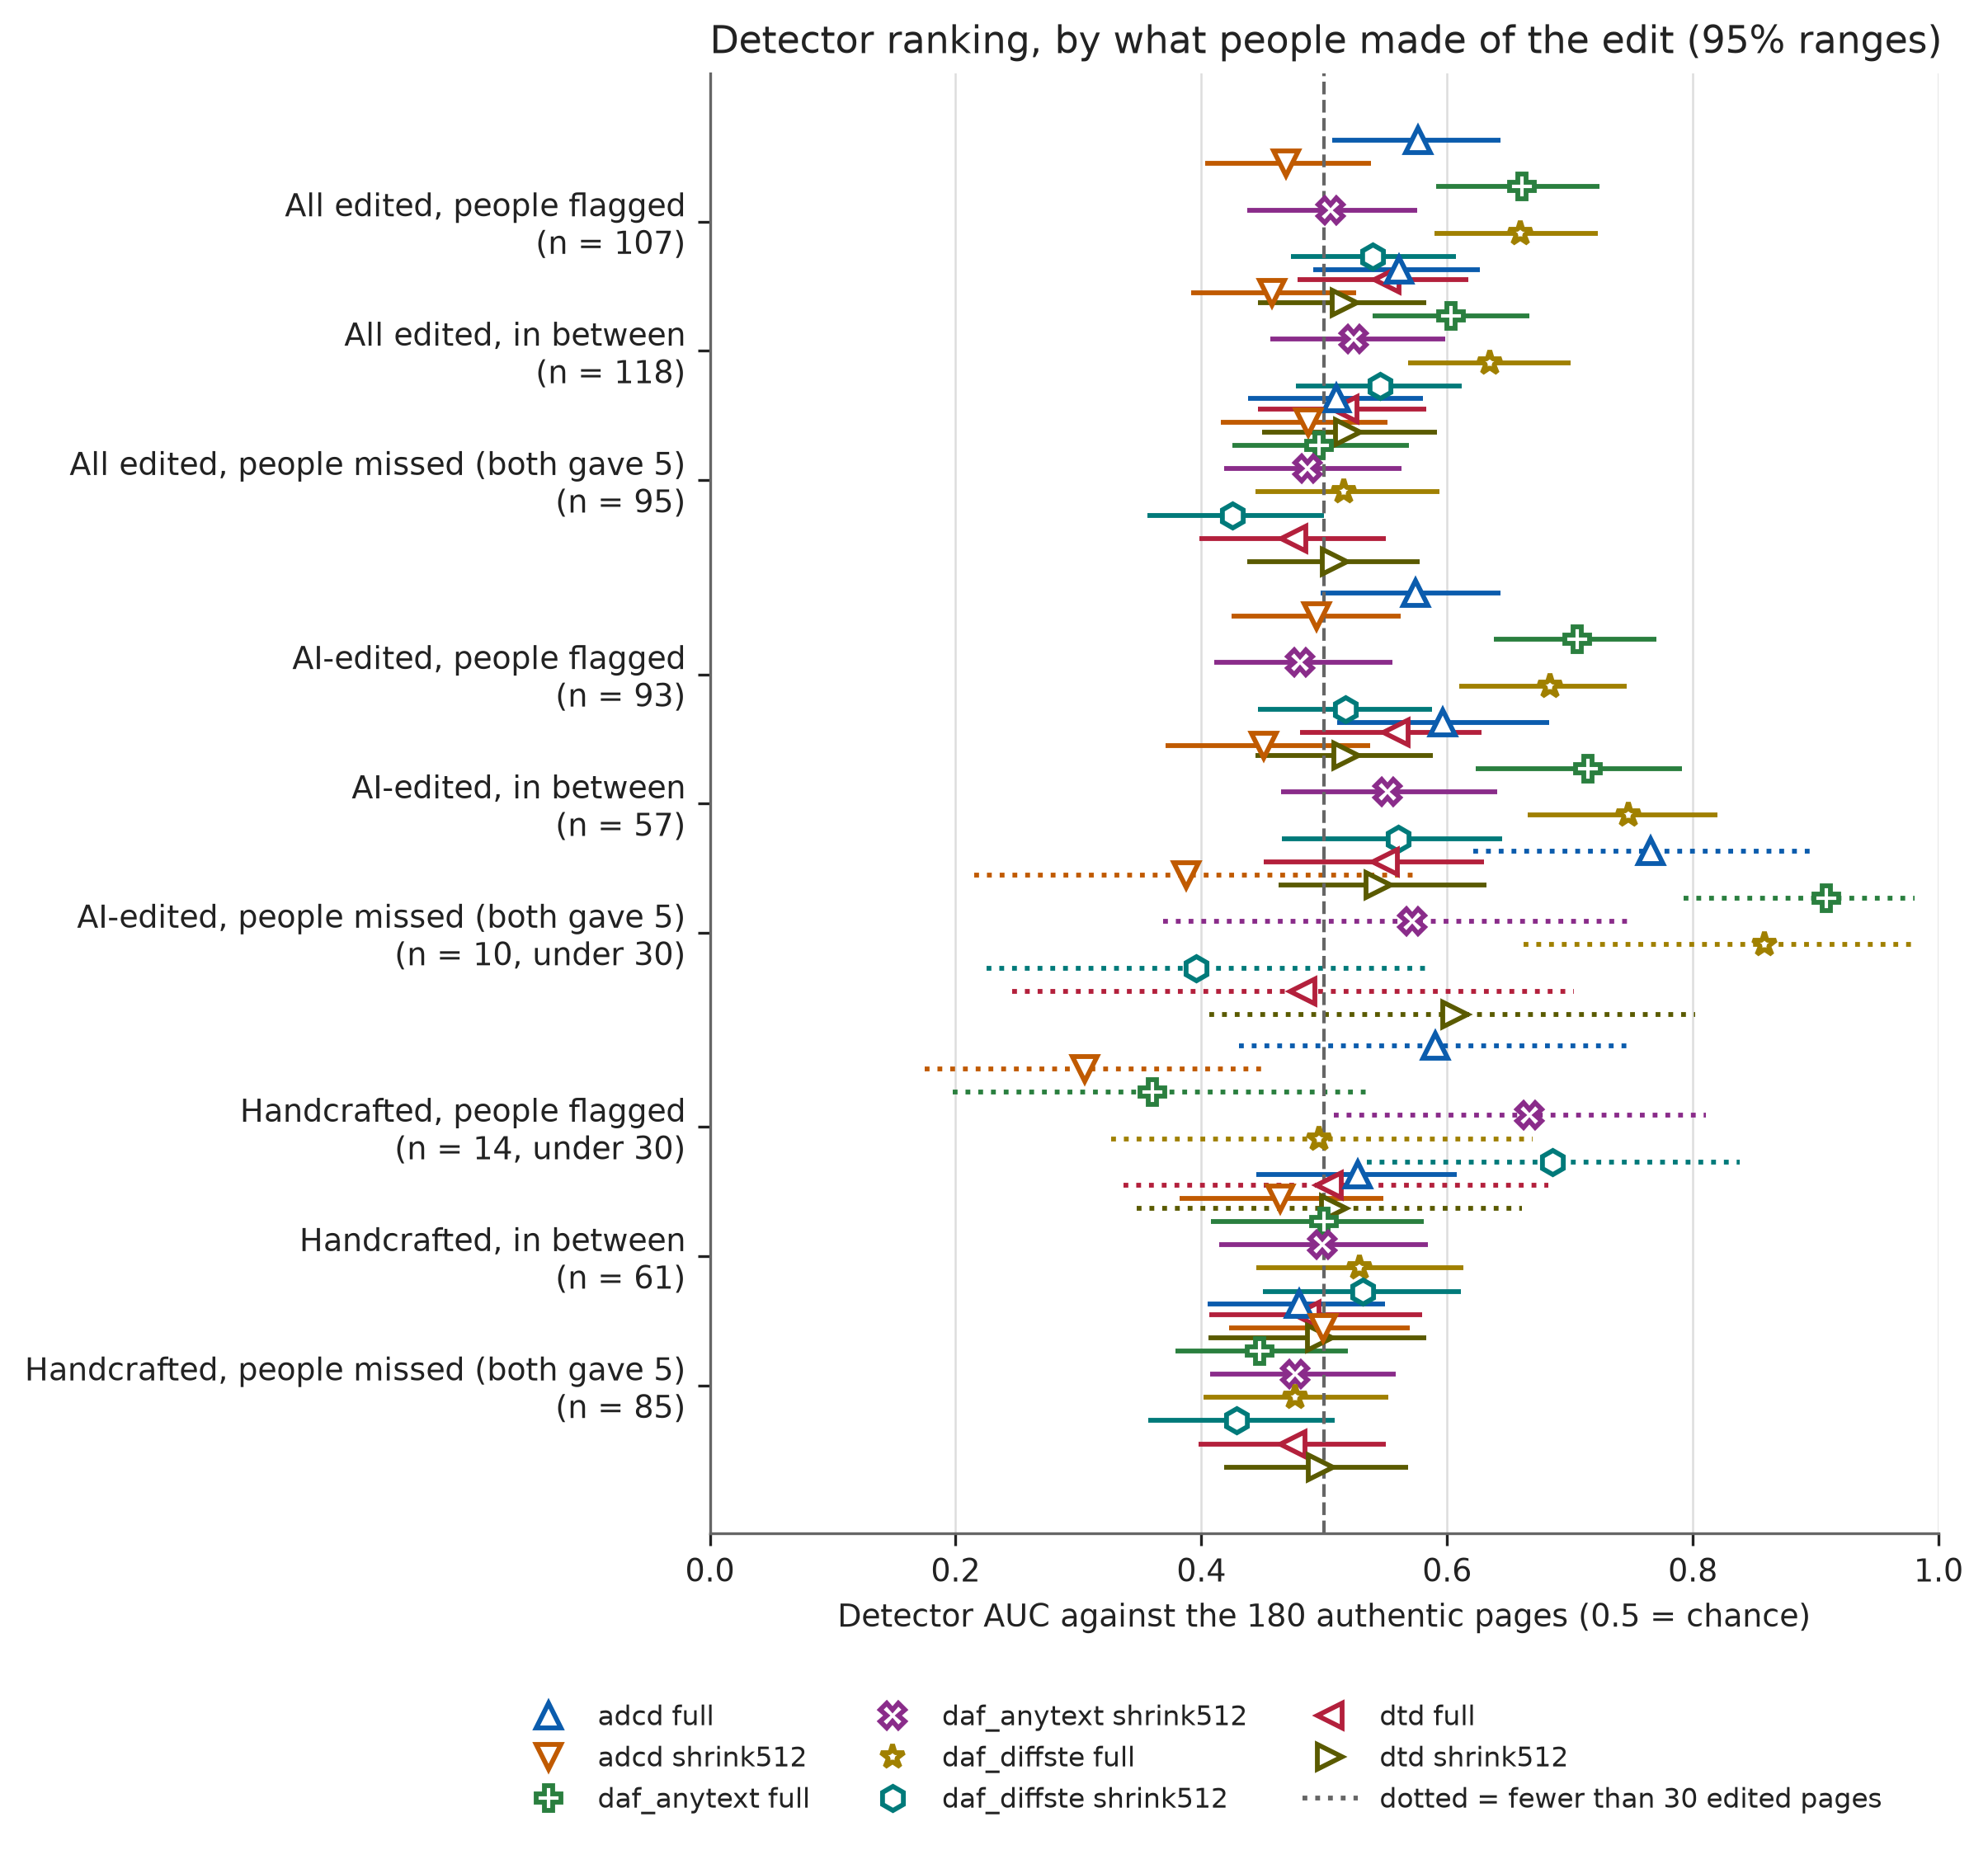 Detector ranking, by what people made of the edit (95% ranges)
All edited, people flagged
(n = 107)
All edited, in between
(n = 118)
All edited, people missed (both gave 5)
(n = 95)
AI-edited, people flagged
(n = 93)
AI-edited, in between
(n = 57)
AI-edited, people missed (both gave 5)
(n = 10, under 30)
Handcrafted, people flagged
(n = 14, under 30)
Handcrafted, in between
(n = 61)
Handcrafted, people missed (both gave 5)
(n = 85)
0.0 0.2 0.4 0.6 0.8 1.0
Detector AUC against the 180 authentic pages (0.5 = chance)
adcd full
adcd shrink512
daf_anytext full
daf_anytext shrink512
daf_diffste full
daf_diffste shrink512
dtd full
dtd shrink512
dotted = fewer than 30 edited pages